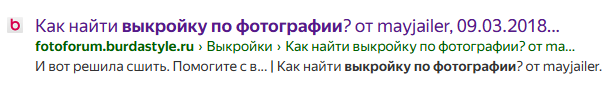 b
Как найти выкройку по фотографии? от mayjailer, 09.03.2018...
fotoforum.burdastyle.ru › Выкройки › Как найти выкройку по фотографии? от ma...
И вот решила сшить. Помогите с в... | Как найти выкройку по фотографии? от mayjailer.